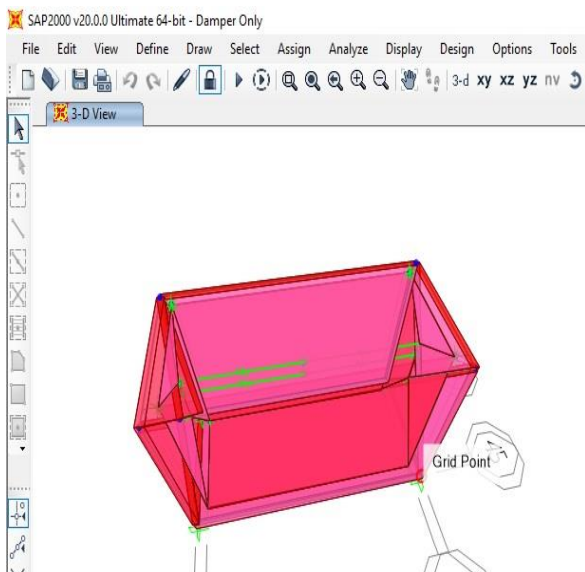 SAP2000 v20.0.0 Ultimate 64-bit - Damper Only
File Edit View Define Draw Select Assign Analyze Display Design Options Tools
3-d xy xz yz nv
3-D View
Grid Point